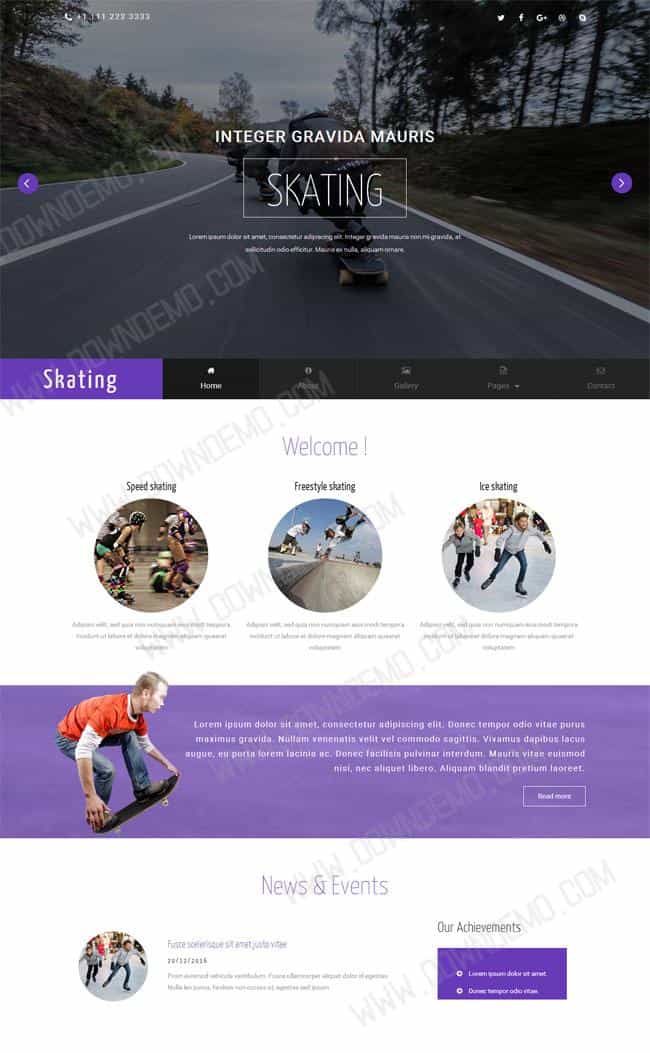 +1 111 222 3333
INTEGER GRAVIDA MAURIS
SKATING
Lorem ipsum dolor sit amet, consectetur adipiscing elit. Integer gravida mauris non mi gravida, at
sollicitudin odio efficitur. Mauris ex nulla, aliquam ornare.
Skating
Home
About
Gallery
Pages
Contact
Welcome !
Speed skating
Freestyle skating
Ice skating
Adipisci velit, sed quia non numquam eius modi tempora
incidunt ut labore et dolore magnam aliquam quaerat
voluptatem
Adipisci velit, sed quia non numquam eius modi tempora
incidunt ut labore et dolore magnam aliquam quaerat
voluptatem
Adipisci velit, sed quia non numquam eius modi tempora
incidunt ut labore et dolore magnam aliquam quaerat
voluptatem
Lorem ipsum dolor sit amet, consectetur adipiscing elit. Donec tempor odio vitae purus
maximus gravida. Nullam venenatis velit vel commodo sagittis. Vivamus dapibus lacus
augue, eu porta lorem lacinia ac. Donec facilisis pulvinar interdum. Mauris vitae euismod
nisi, nec aliquet libero. Aliquam blandit pretium laoreet.
Read more
News & Events
Fusce scelerisque sit amet justo vitae
20/12/2016
Proin euismod vehicula vestibulum. Fusce ullamcorper aliquet dolor id egestas.
Nulla leo purus, facilisis non cursus ut, egestas sed ipsum.
Our Achievements
Lorem ipsum dolor sit amet.
Donec tempor odio vitae.
WWW.DOWNDEMO.COM